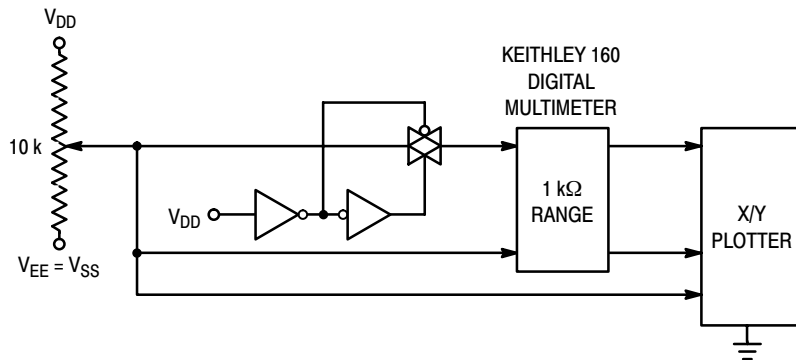 VDD
10 k
VEE = VSS
VDD
KEITHLEY 160
DIGITAL
MULTIMETER
1 kΩ
RANGE
X/Y
PLOTTER